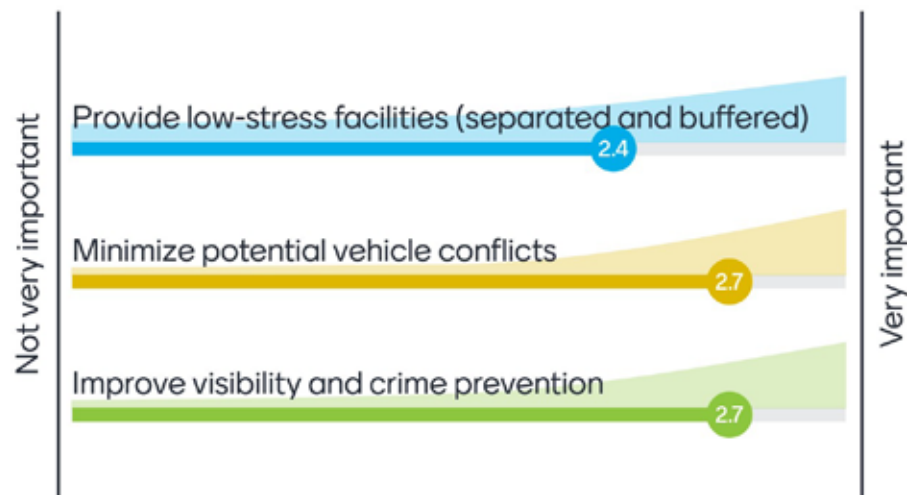 Not very important
Provide low-stress facilities (separated and buffered)
2.4
Minimize potential vehicle conflicts
2.7
Improve visibility and crime prevention
2.7
Very important